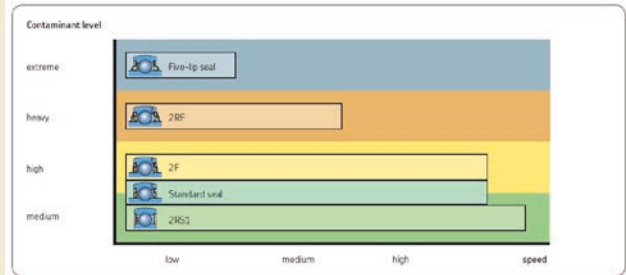 Contaminant level
extreme
Five-lip seal
heavy
2RF
high
2F
Standard seal
medium
2RS1
low medium high speed